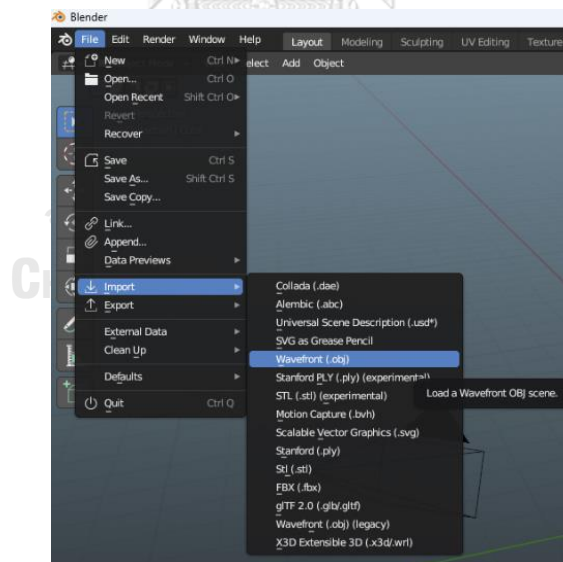 Blender
File Edit Render Window Help Layout Modeling Sculpting UV Editing Texture
New Ctrl N
elect Add Object
Open... Ctrl O
Open Recent Shift Ctrl O
Revert
Recover
Save Ctrl S
Save As... Shift Ctrl S
Save Copy...
Link...
Append...
Data Previews
Import
Export
External Data
Clean Up
Defaults
Quit Ctrl Q
Collada (.dae)
Alembic (.abc)
Universal Scene Description (.usd*)
SVG as Grease Pencil
Wavefront (.obj)
Stanford PLY (.ply) (experimental)
STL (.stl) (experimental)
Load a Wavefront OBJ scene.
Motion Capture (.bvh)
Scalable Vector Graphics (.svg)
Stanford (.ply)
Stl (.stl)
FBX (.fbx)
glTF 2.0 (.glb/.gltf)
Wavefront (.obj) (legacy)
X3D Extensible 3D (.x3d/.wrl)